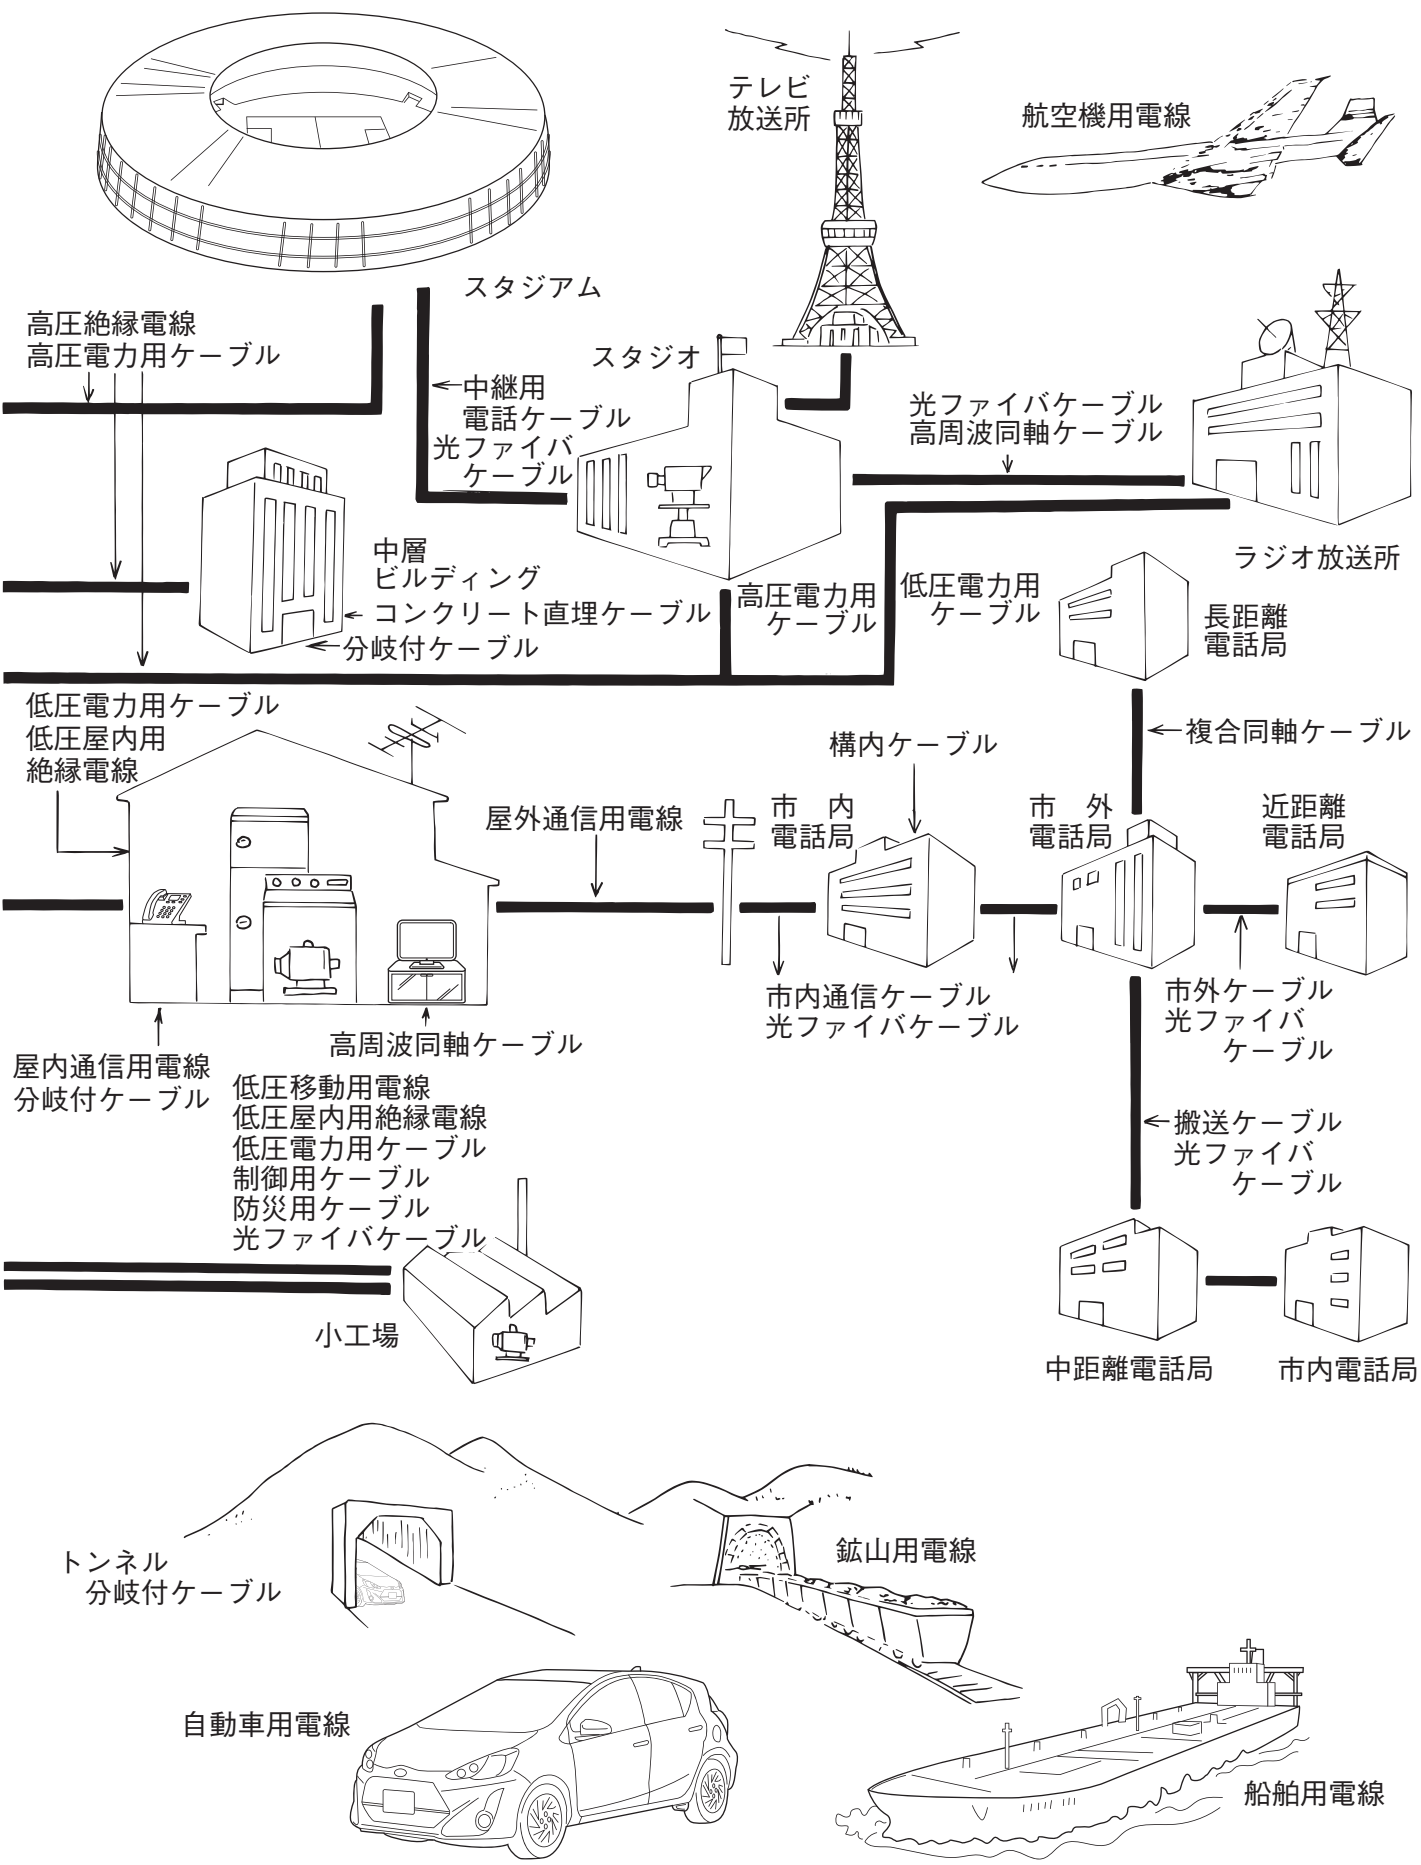 テレビ
放送所
航空機用電線
スタジアム
高圧絶縁電線
高圧電力用ケーブル
スタジオ
中継用
電話ケーブル
光ファイバ
ケーブル
光ファイバケーブル
高周波同軸ケーブル
ラジオ放送所
中層
ビルディング
コンクリート直埋ケーブル
分岐付ケーブル
高圧電力用
ケーブル
低圧電力用
ケーブル
長距離
電話局
低圧電力用ケーブル
低圧屋内用
絶縁電線
複合同軸ケーブル
構内ケーブル
屋外通信用電線
市　内
電話局
市　外
電話局
近距離
電話局
市内通信ケーブル
光ファイバケーブル
市外ケーブル
光ファイバ
ケーブル
高周波同軸ケーブル
屋内通信用電線
分岐付ケーブル
低圧移動用電線
低圧屋内用絶縁電線
低圧電力用ケーブル
制御用ケーブル
防災用ケーブル
光ファイバケーブル
搬送ケーブル
光ファイバ
ケーブル
小工場
中距離電話局
市内電話局
トンネル
分岐付ケーブル
鉱山用電線
自動車用電線
船舶用電線